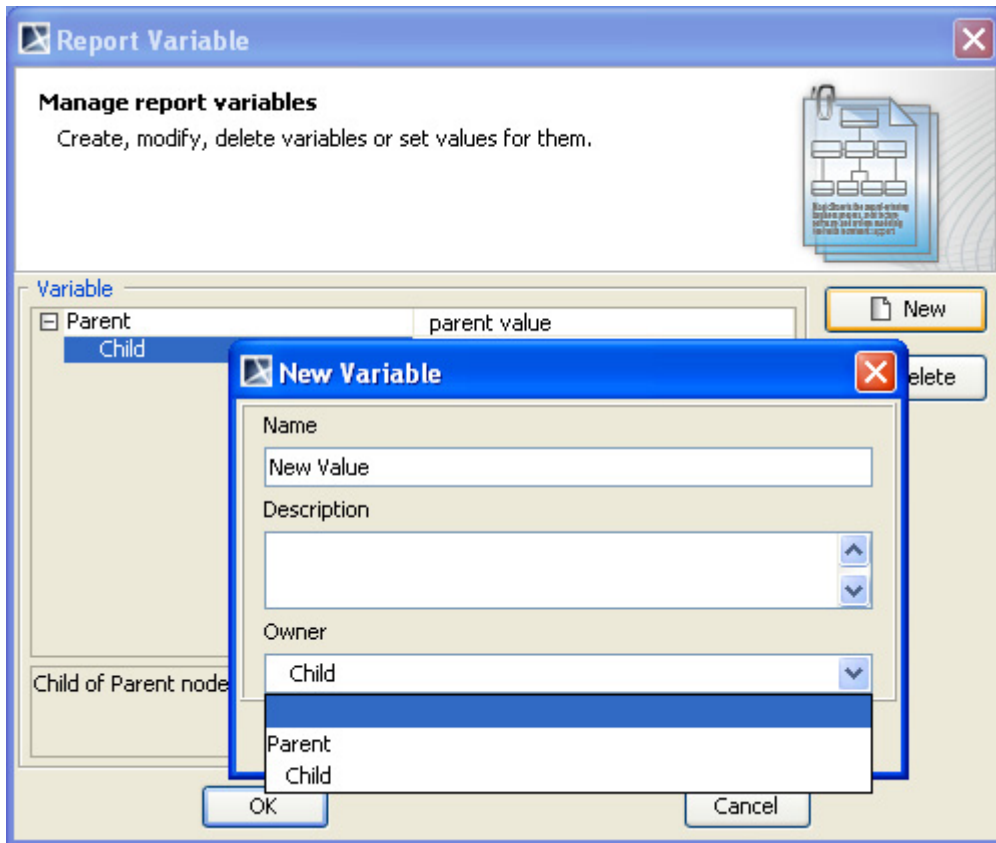 Report Variable
Manage report variables
Create, modify, delete variables or set values for them.
Variable
Parent
parent value
New
Child
elete
New Variable
Name
New Value
Description
Owner
Child
Child of Parent node
Parent
Child
OK
Cancel